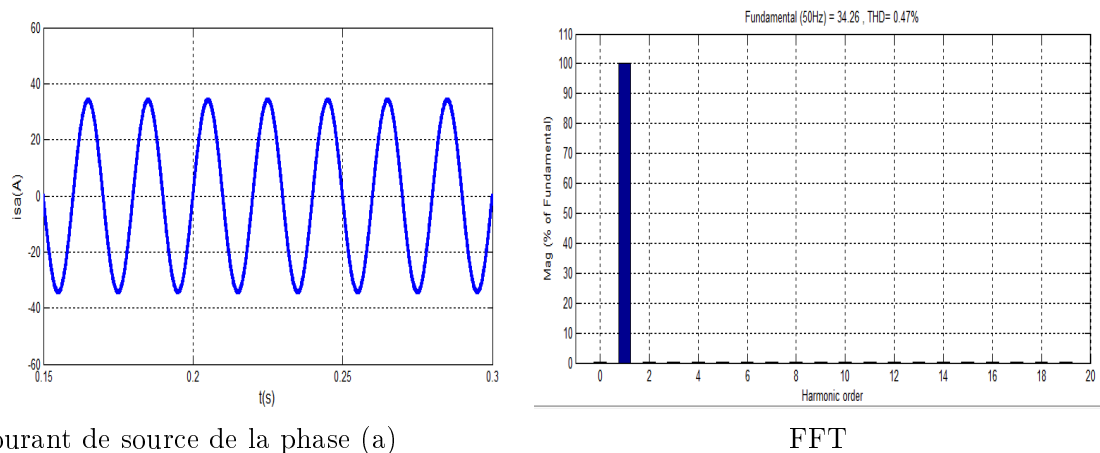 60
40
20
0
-20
-40
-60
isa(A)
0.15 0.2 0.25 0.3
t(s)
ourant de source de la phase (a)
Fundamental (50Hz) = 34.26 , THD= 0.47%
110
100
90
80
70
60
50
40
30
20
10
0
Mag (% of Fundamental)
0 2 4 6 8 10 12 14 16 18 20
Harmonic order
FFT